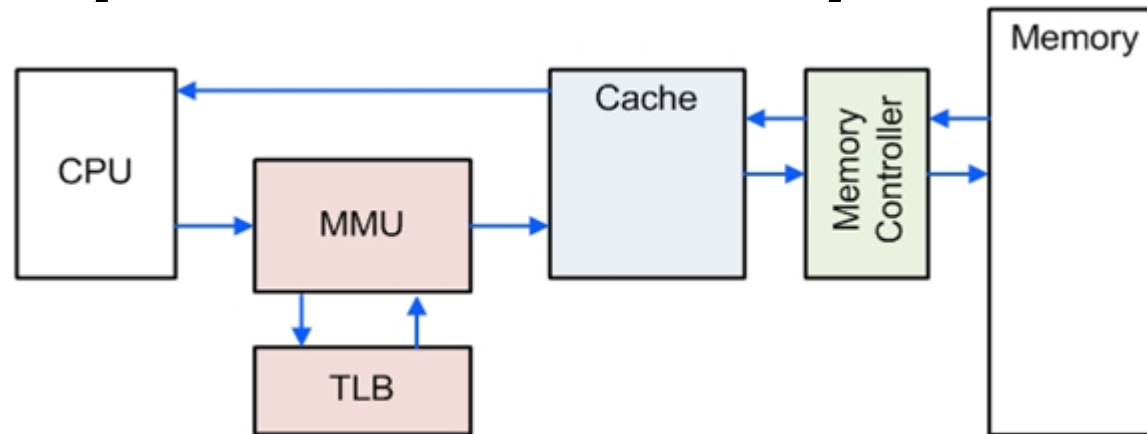 Memory
Cache
CPU
Memory
Controller
MMU
TLB